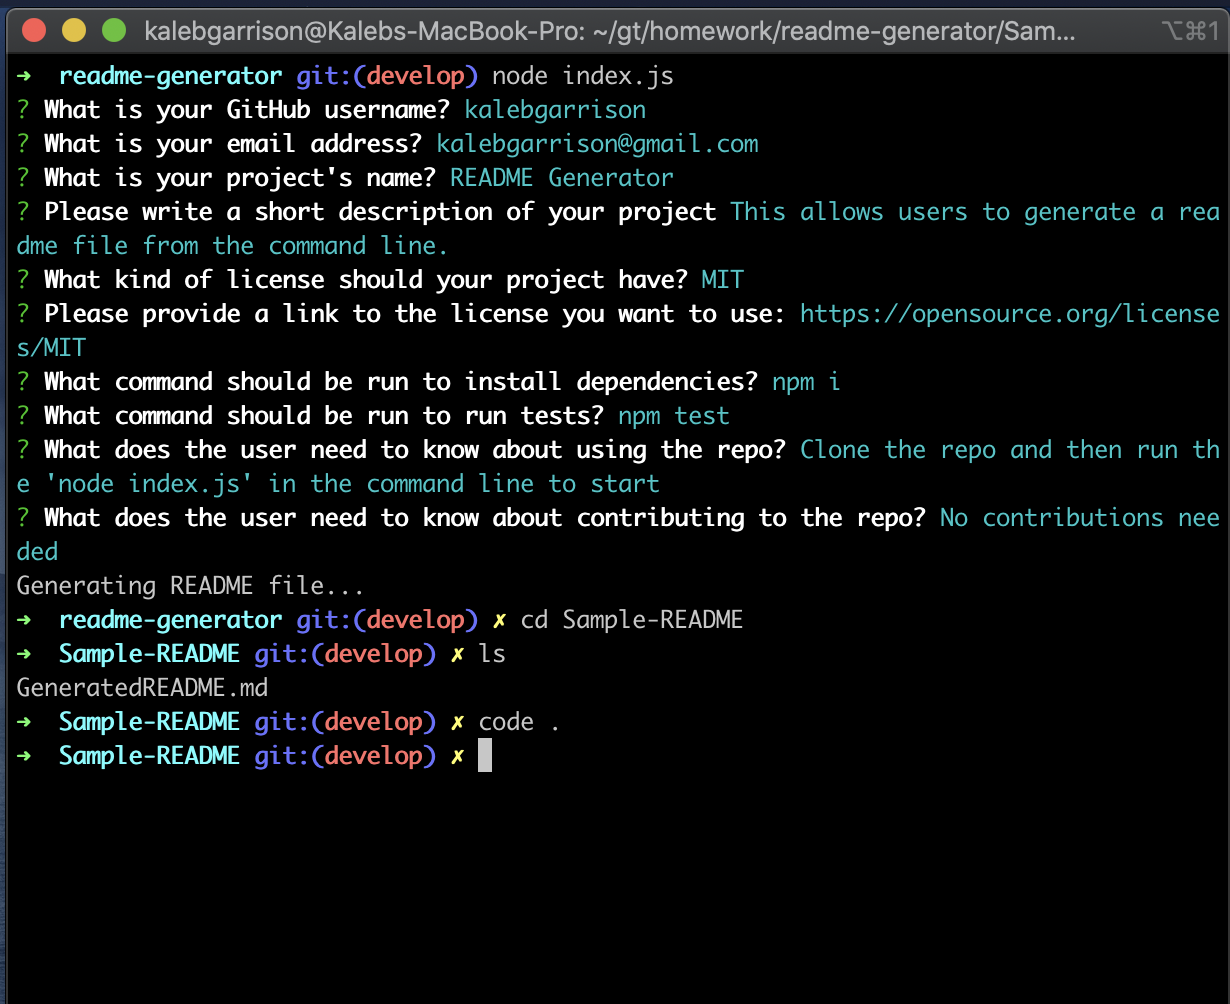 kalebgarrison@Kalebs-MacBook-Pro: ~/gt/homework/readme-generator/Sam... ⌥⌘1
➜ readme-generator git:(develop) node index.js
? What is your GitHub username? kalebgarrison
? What is your email address? kalebgarrison@gmail.com
? What is your project's name? README Generator
? Please write a short description of your project This allows users to generate a rea
dme file from the command line.
? What kind of license should your project have? MIT
? Please provide a link to the license you want to use: https://opensource.org/license
s/MIT
? What command should be run to install dependencies? npm i
? What command should be run to run tests? npm test
? What does the user need to know about using the repo? Clone the repo and then run th
e 'node index.js' in the command line to start
? What does the user need to know about contributing to the repo? No contributions nee
ded
Generating README file...
➜ readme-generator git:(develop) ✗ cd Sample-README
➜ Sample-README git:(develop) ✗ ls
GeneratedREADME.md
➜ Sample-README git:(develop) ✗ code .
➜ Sample-README git:(develop) ✗